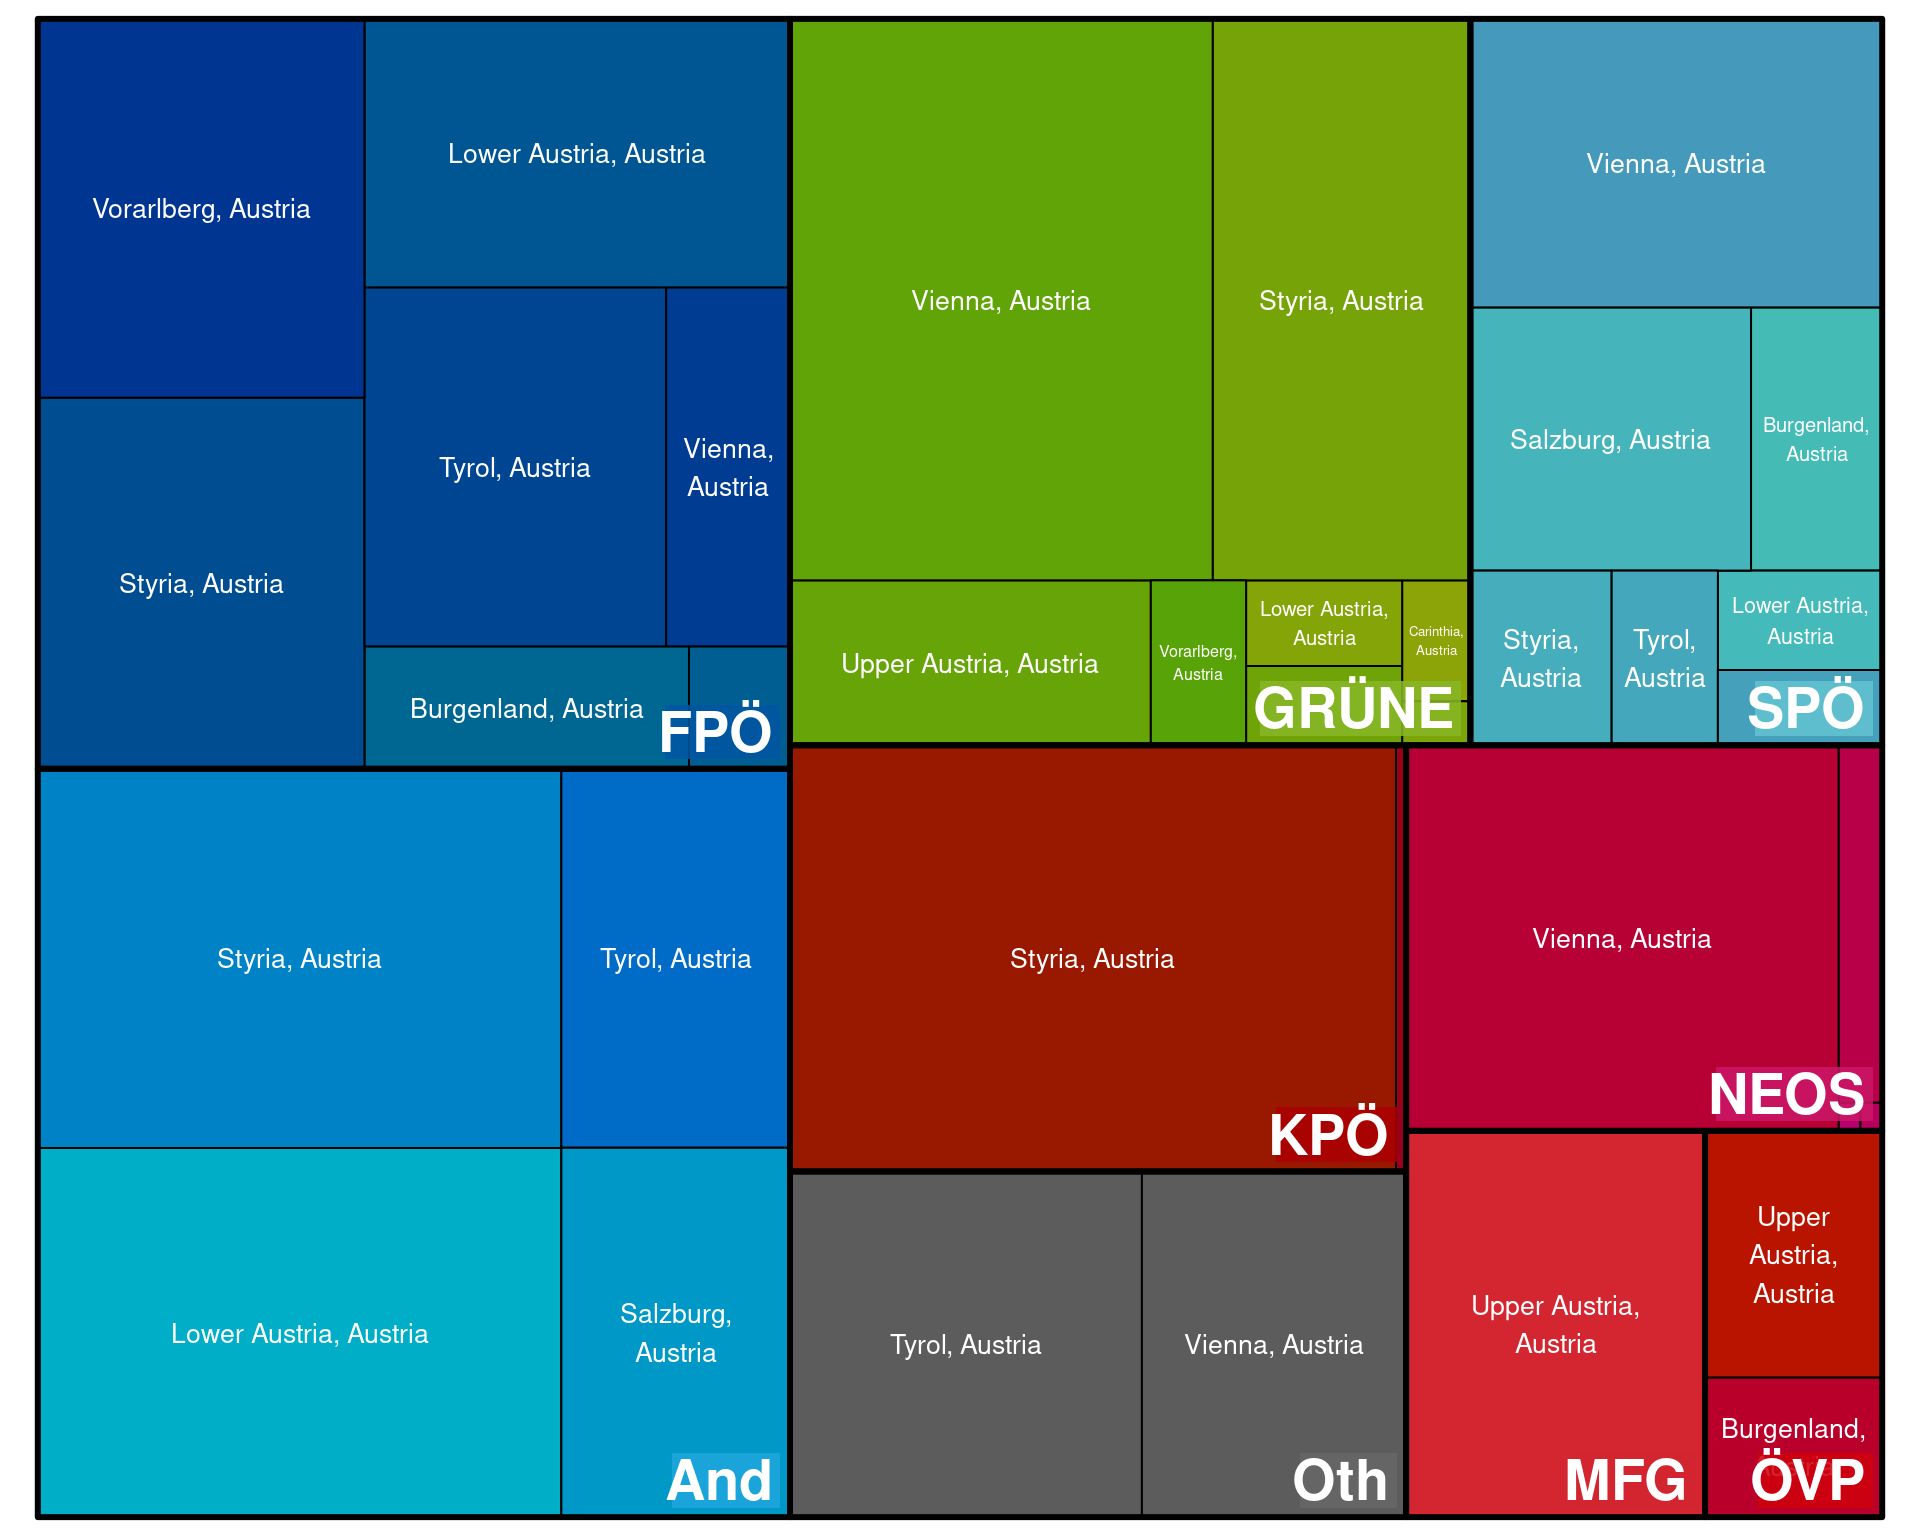 Vorarlberg, Austria
Lower Austria, Austria
Styria, Austria
Tyrol, Austria
Vienna,
Austria
Burgenland, Austria
FPÖ
Vienna, Austria
Styria, Austria
Upper Austria, Austria
Vorarlberg,
Austria
Lower Austria,
Austria
Carinthia,
Austria
GRÜNE
Vienna, Austria
Salzburg, Austria
Burgenland,
Austria
Styria,
Austria
Tyrol,
Austria
Lower Austria,
Austria
SPÖ
Styria, Austria
Tyrol, Austria
Lower Austria, Austria
Salzburg,
Austria
And
Styria, Austria
KPÖ
Vienna, Austria
NEOS
Tyrol, Austria
Vienna, Austria
Oth
Upper Austria,
Austria
MFG
Upper
Austria,
Austria
Burgenland,
ÖVP